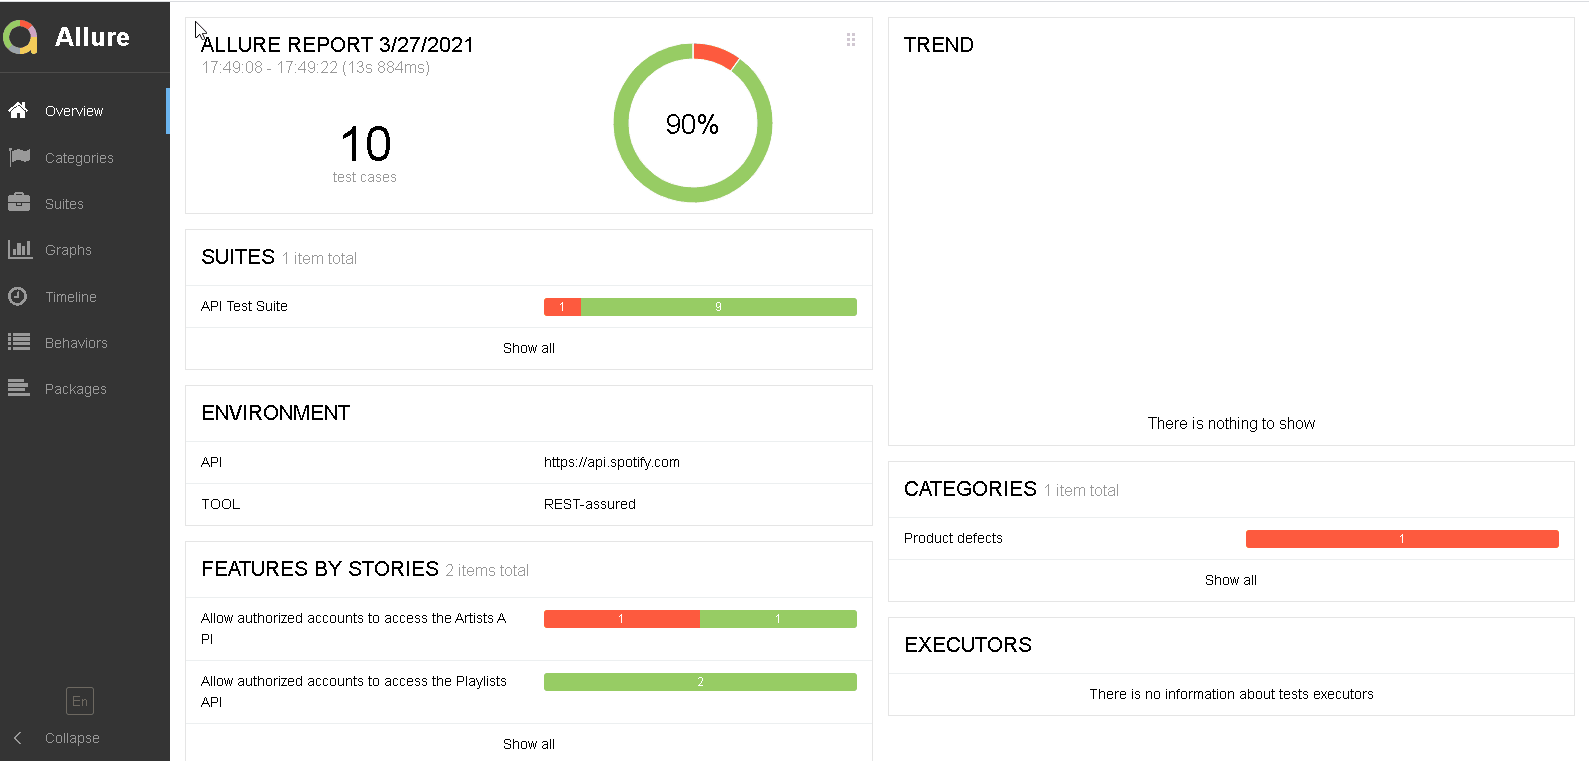 Allure
Overview
Categories
Suites
Graphs
Timeline
Behaviors
Packages
En
Collapse
ALLURE REPORT 3/27/2021
17:49:08 - 17:49:22 (13s 884ms)
10
test cases
90%
SUITES 1 item total
API Test Suite 1 9
Show all
ENVIRONMENT
API https://api.spotify.com
TOOL REST-assured
FEATURES BY STORIES 2 items total
Allow authorized accounts to access the Artists A 1 1
PI
Allow authorized accounts to access the Playlists 2
API
Show all
TREND
There is nothing to show
CATEGORIES 1 item total
Product defects 1
Show all
EXECUTORS
There is no information about tests executors